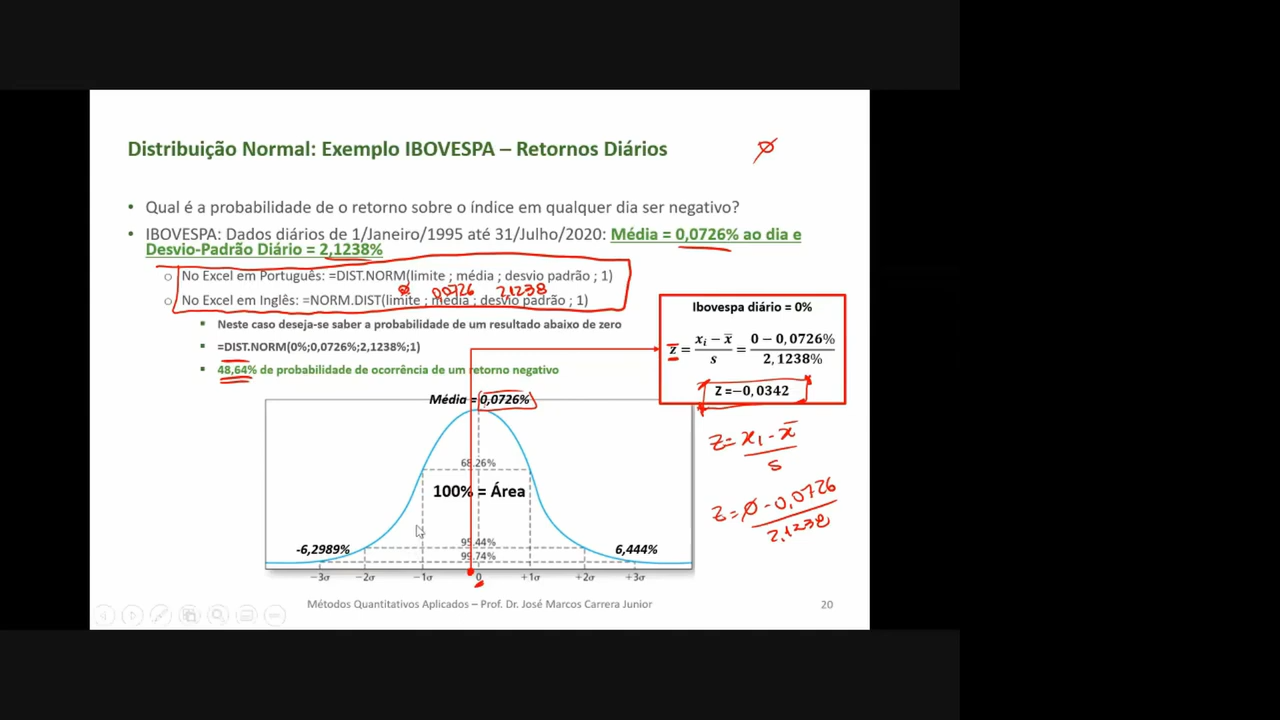 Distribuição Normal: Exemplo IBOVESPA – Retornos Diários
Ø
• Qual é a probabilidade de o retorno sobre o índice em qualquer dia ser negativo?
• IBOVESPA: Dados diários de 1/Janeiro/1995 até 31/Julho/2020: Média = 0,0726% ao dia e
Desvio-Padrão Diário = 2,1238%
o No Excel em Português: =DIST.NORM(limite ; média ; desvio padrão ; 1)
Ø 0,0726 2,1238
o No Excel em Inglês: =NORM.DIST(limite ; média ; desvio padrão ; 1)
▪ Neste caso deseja-se saber a probabilidade de um resultado abaixo de zero
▪ =DIST.NORM(0%;0,0726%;2,1238%;1)
▪ 48,64% de probabilidade de ocorrência de um retorno negativo
Ibovespa diário = 0%
z = (xᵢ − x̄)/s = (0 − 0,0726%)/2,1238%
Z =−0,0342
Z = (xᵢ - x̄)/s
Z = (Ø - 0,0726)/2,1238
Média = 0,0726%
68.26%
100% = Área
95.44%
-6,2989% 6,444%
99.74%
−3σ −2σ −1σ 0 +1σ +2σ +3σ
Métodos Quantitativos Aplicados – Prof. Dr. José Marcos Carrera Junior 20